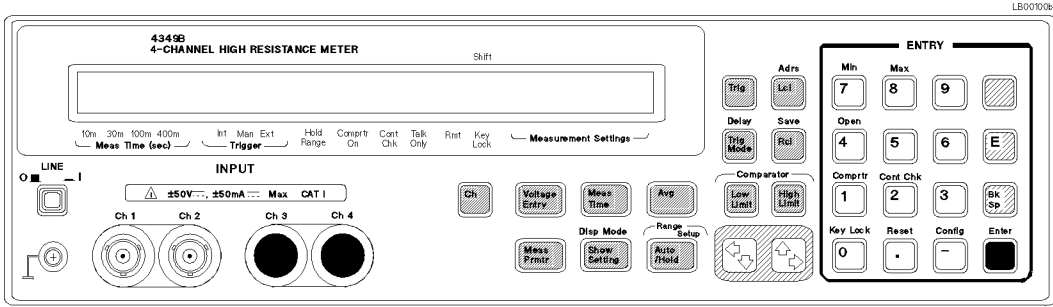 LB00100b
4349B
4-CHANNEL HIGH RESISTANCE METER
Shift
10m 30m 100m 400m
Meas Time (sec)
Int Man Ext
Trigger
Hold
Range
Comprtr
On
Cont
Chk
Talk
Only
Rmt
Key
Lock
Measurement Settings
LINE
INPUT
±50V, ±50mA Max CAT I
Ch 1
Ch 2
Ch 3
Ch 4
Ch
Voltage
Entry
Meas
Time
Avg
Meas
Prmtr
Disp Mode
Show
Setting
Range
Setup
Auto
/Hold
Trig
Adrs
Lcl
Delay
Trig
Mode
Save
Rcl
Comparator
Low
Limit
High
Limit
ENTRY
Min
7
Max
8
9
Open
4
5
6
E
Comprtr
1
Cont Chk
2
3
Bk
Sp
Key Lock
0
Reset
.
Config
-
Enter